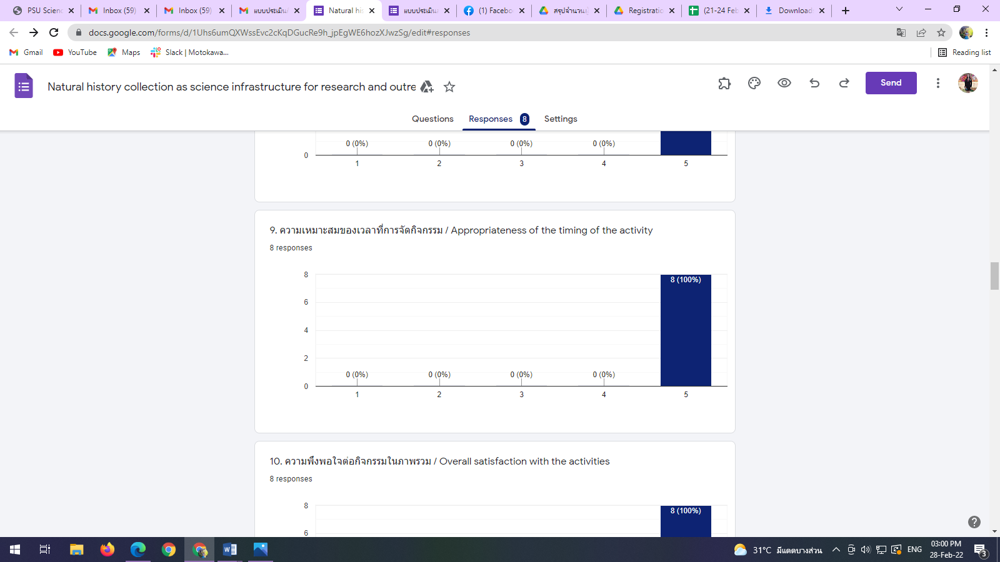 PSU Scienc
Inbox (59)
Inbox (59)
แบบประเมิน
Natural his
แบบประเมิน
(1) Facebo
สรุปจำนวนผู้
Registratio
(21-24 Feb
Download
docs.google.com/forms/d/1Uhs6umQXWssEvc2cKqDGucRe9h_jpEgWE6hozXJwzSg/edit#responses
Gmail
YouTube
Maps
Slack | Motokawa...
Reading list
Natural history collection as science infrastructure for research and outre
Send
Questions
Responses 8
Settings
0 (0%) 0 (0%) 0 (0%) 0 (0%)
0
1 2 3 4 5
9. ความเหมาะสมของเวลาที่การจัดกิจกรรม / Appropriateness of the timing of the activity
8 responses
8
8 (100%)
6
4
2
0 (0%) 0 (0%) 0 (0%) 0 (0%)
0
1 2 3 4 5
10. ความพึงพอใจต่อกิจกรรมในภาพรวม / Overall satisfaction with the activities
8 responses
8
8 (100%)
6
31°C มีแดดบางส่วน
ENG
03:00 PM
28-Feb-22
3